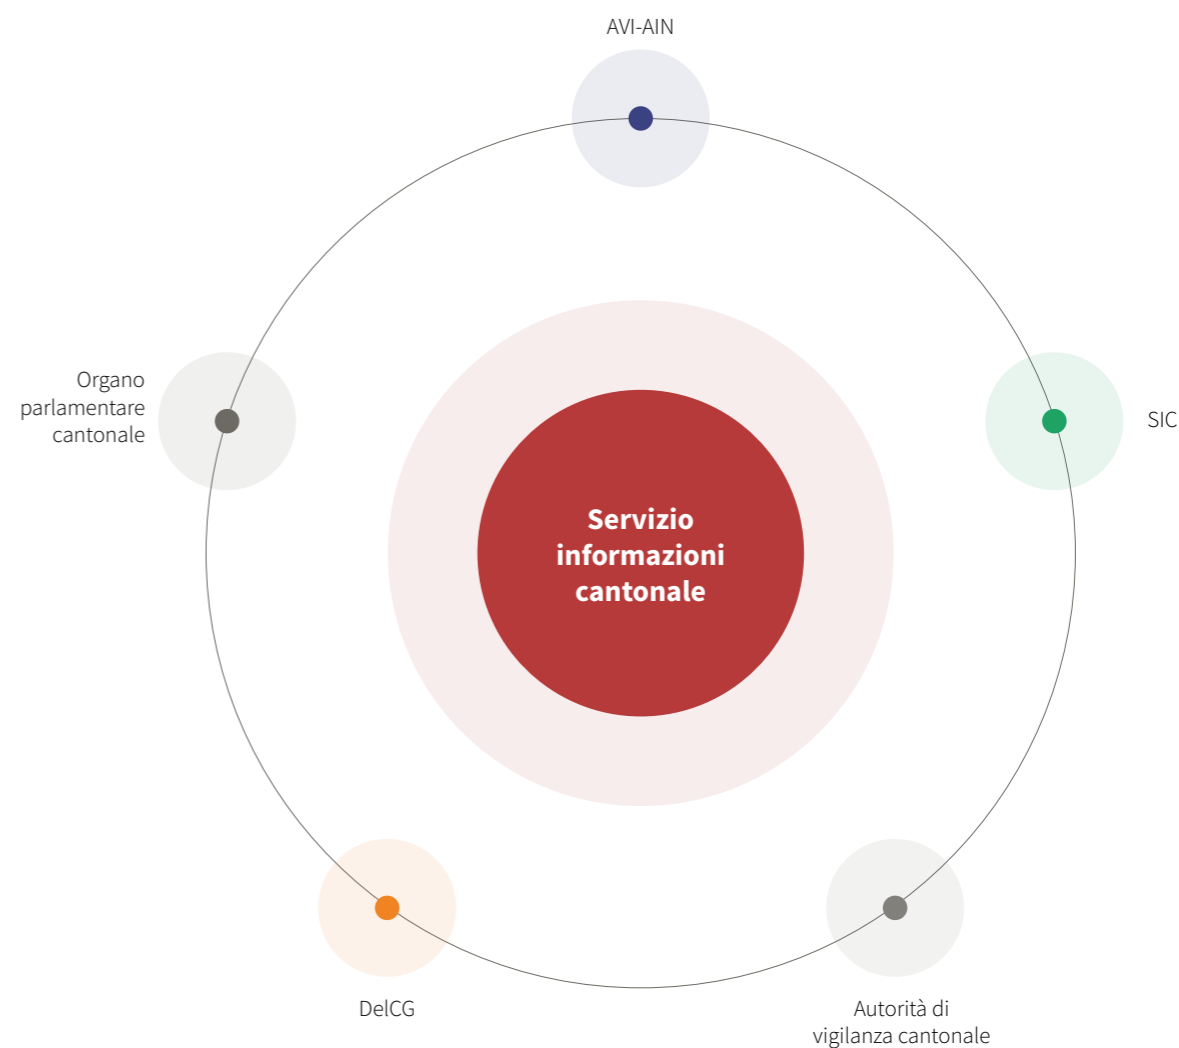 AVI-AIN
Organo
parlamentare
cantonale
SIC
Servizio
informazioni
cantonale
DelCG
Autorità di
vigilanza cantonale